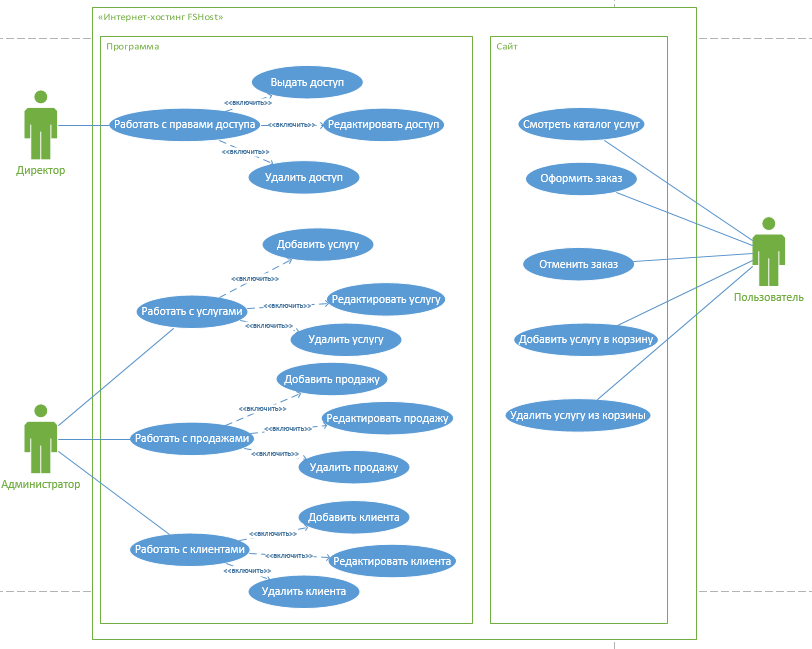 «Интернет-хостинг FSHost»
Программа
Сайт
Выдать доступ
<<включить>>
Работать с правами доступа
<<включить>>
Редактировать доступ
<<включить>>
Удалить доступ
Директор
Добавить услугу
<<включить>>
Работать с услугами
<<включить>>
Редактировать услугу
<<включить>>
Удалить услугу
Добавить продажу
<<включить>>
Работать с продажами
<<включить>>
Редактировать продажу
<<включить>>
Удалить продажу
Администратор
Добавить клиента
<<включить>>
Работать с клиентами
<<включить>>
Редактировать клиента
<<включить>>
Удалить клиента
Смотреть каталог услуг
Оформить заказ
Отменить заказ
Добавить услугу в корзину
Удалить услугу из корзины
Пользователь